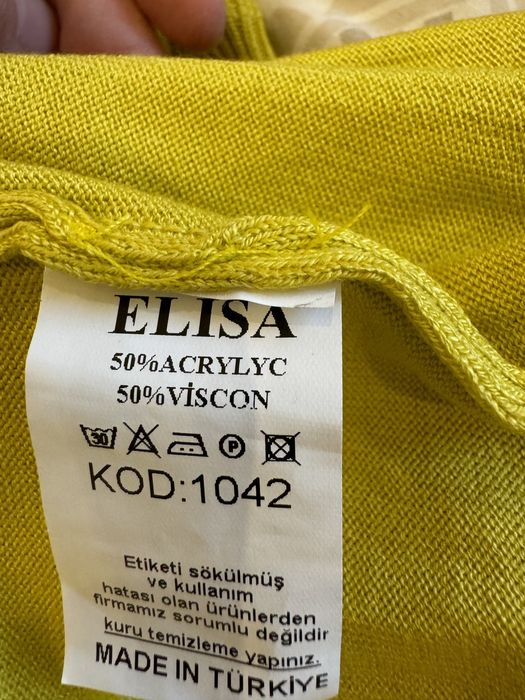 ELISA
50%ACRYLYC
50%VİSCON
30 P
KOD:1042
Etiketi sökülmüş
ve kullanım
hatası olan ürünlerden
firmamız sorumlu değildir
kuru temizleme yapınız.
MADE IN TÜRKİYE